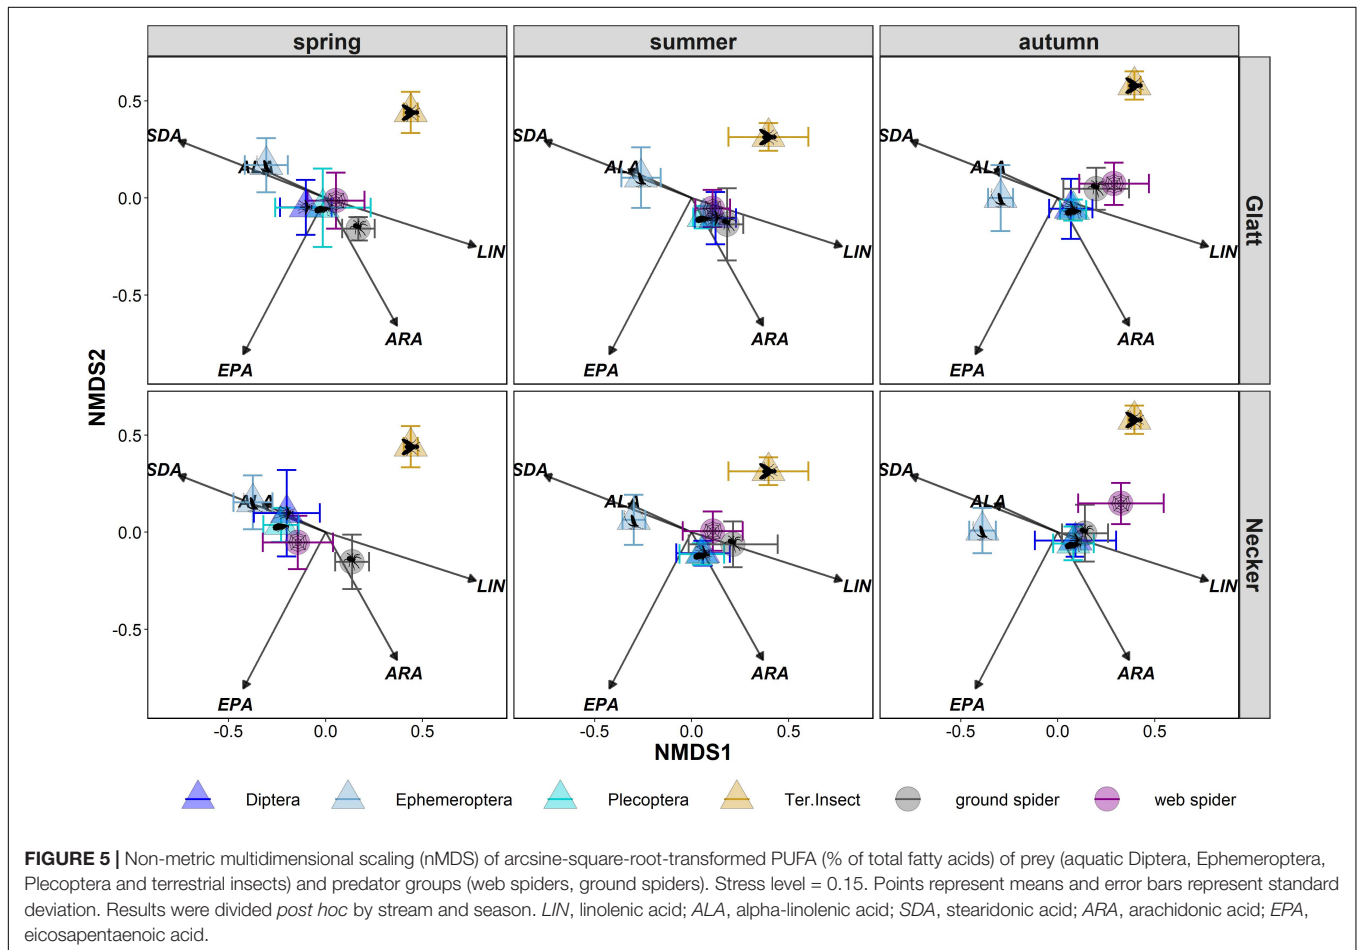 spring
summer
autumn
NMDS2
0.5
0.0
-0.5
SDA
ALA
LIN
ARA
EPA
SDA
ALA
LIN
ARA
EPA
SDA
ALA
LIN
ARA
EPA
Glatt
0.5
0.0
-0.5
SDA
ALA
LIN
ARA
EPA
SDA
ALA
LIN
ARA
EPA
SDA
ALA
LIN
ARA
EPA
Necker
-0.5 0.0 0.5
-0.5 0.0 0.5
-0.5 0.0 0.5
NMDS1
Diptera Ephemeroptera Plecoptera Ter.Insect ground spider web spider
FIGURE 5 | Non-metric multidimensional scaling (nMDS) of arcsine-square-root-transformed PUFA (% of total fatty acids) of prey (aquatic Diptera, Ephemeroptera,
Plecoptera and terrestrial insects) and predator groups (web spiders, ground spiders). Stress level = 0.15. Points represent means and error bars represent standard
deviation. Results were divided post hoc by stream and season. LIN, linolenic acid; ALA, alpha-linolenic acid; SDA, stearidonic acid; ARA, arachidonic acid; EPA,
eicosapentaenoic acid.